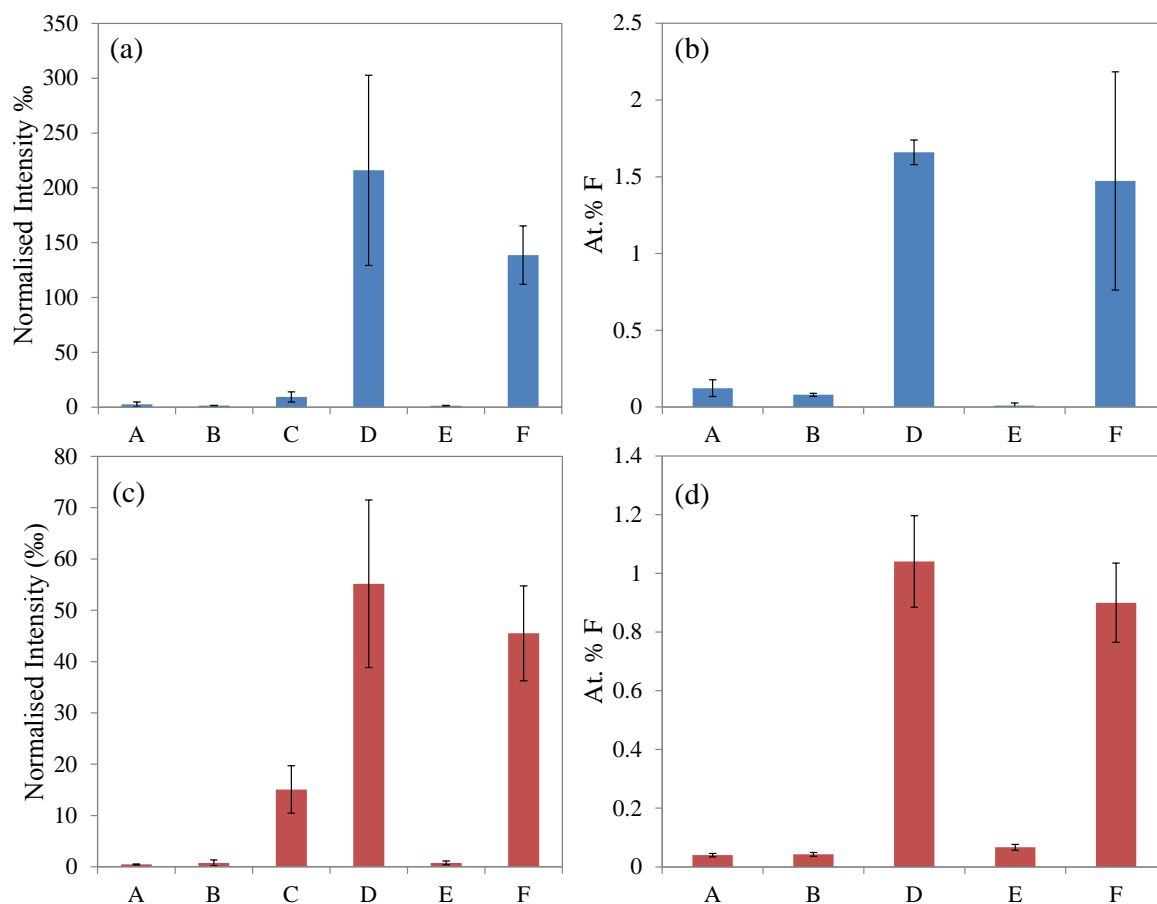 (a)
Normalised Intensity ‰
350
300
250
200
150
100
50
0
A B C D E F
(b)
At.% F
2.5
2
1.5
1
0.5
0
A B D E F
(c)
Normalised Intensity (‰)
80
70
60
50
40
30
20
10
0
A B C D E F
(d)
At. % F
1.4
1.2
1
0.8
0.6
0.4
0.2
0
A B D E F